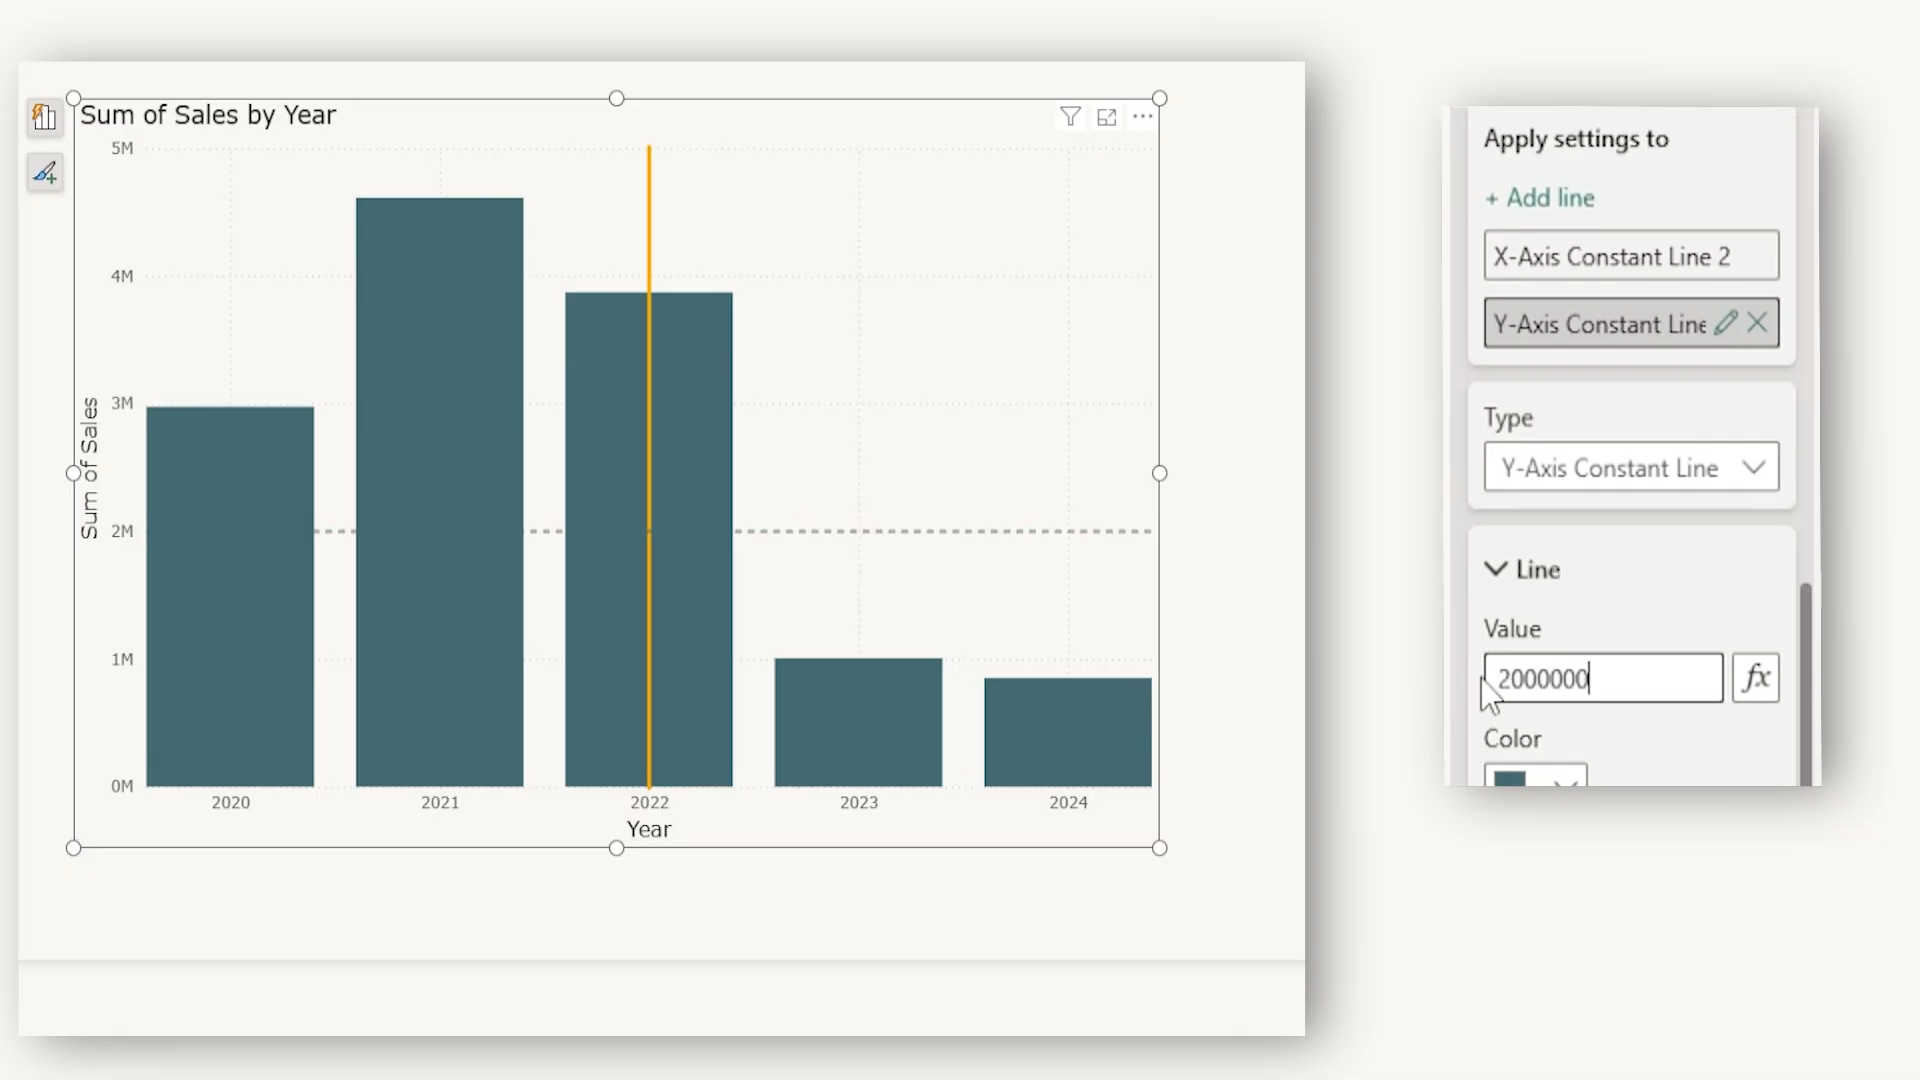 Sum of Sales by Year
5M
4M
3M
2M
1M
0M
Sum of Sales
2020
2021
2022
2023
2024
Year
Apply settings to
+ Add line
X-Axis Constant Line 2
Y-Axis Constant Line
Type
Y-Axis Constant Line
Line
Value
2000000
fx
Color